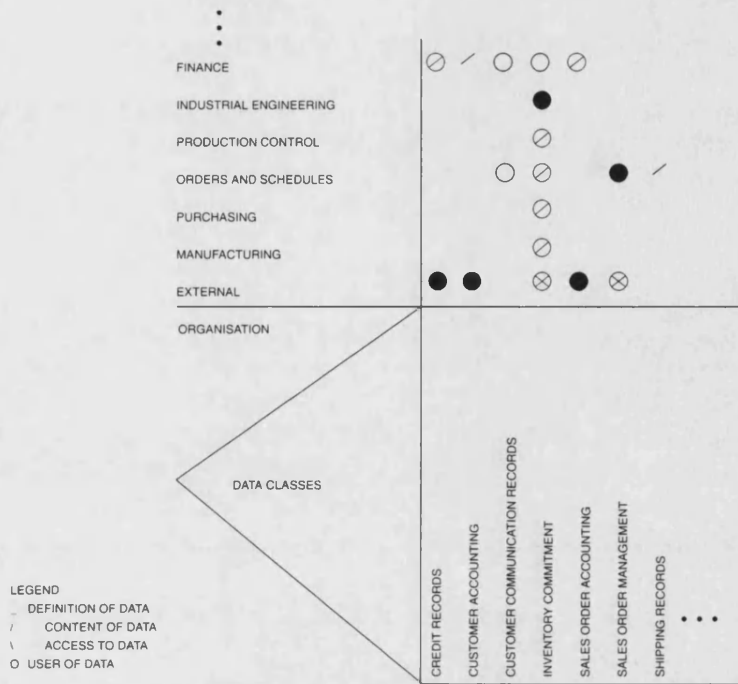 FINANCE
INDUSTRIAL ENGINEERING
PRODUCTION CONTROL
ORDERS AND SCHEDULES
PURCHASING
MANUFACTURING
EXTERNAL
ORGANISATION
DATA CLASSES
CREDIT RECORDS
CUSTOMER ACCOUNTING
CUSTOMER COMMUNICATION RECORDS
INVENTORY COMMITMENT
SALES ORDER ACCOUNTING
SALES ORDER MANAGEMENT
SHIPPING RECORDS
LEGEND
_ DEFINITION OF DATA
/ CONTENT OF DATA
\ ACCESS TO DATA
O USER OF DATA